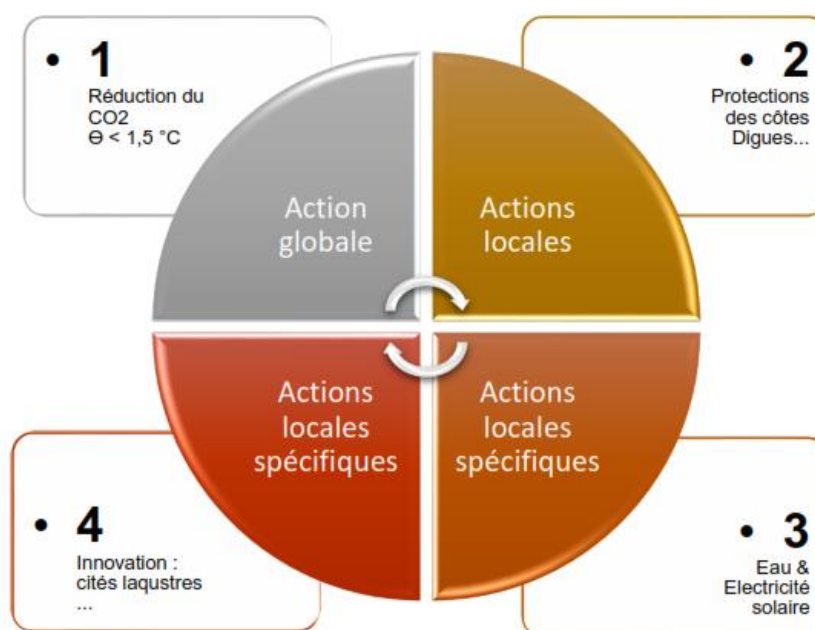 • 1
Réduction du
CO2
Ɵ < 1,5 °C
• 2
Protections
des côtes
Digues...
Action
globale
Actions
locales
Actions
locales
spécifiques
Actions
locales
spécifiques
• 4
Innovation :
cités laqustres
...
• 3
Eau &
Electricité
solaire